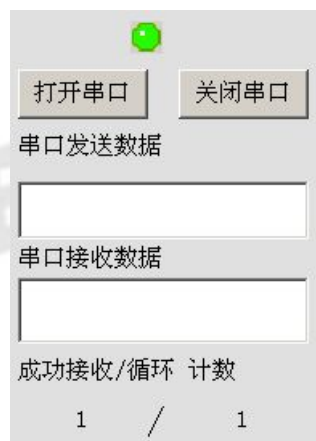 打开串口 关闭串口
串口发送数据
串口接收数据
成功接收/循环 计数
1 / 1